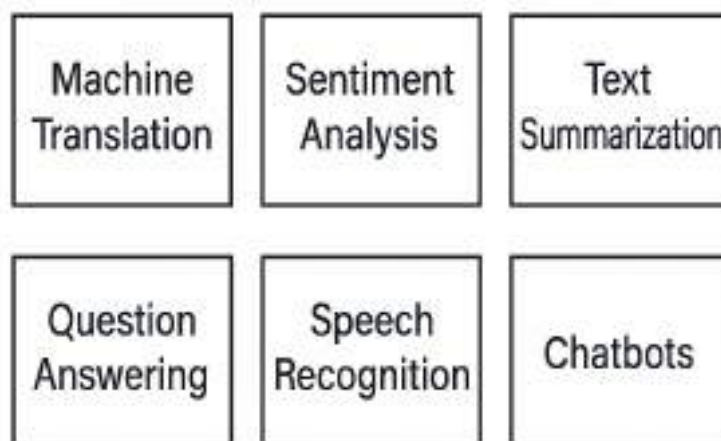 Machine
Translation
Sentiment
Analysis
Text
Summarization
Question
Answering
Speech
Recognition
Chatbots